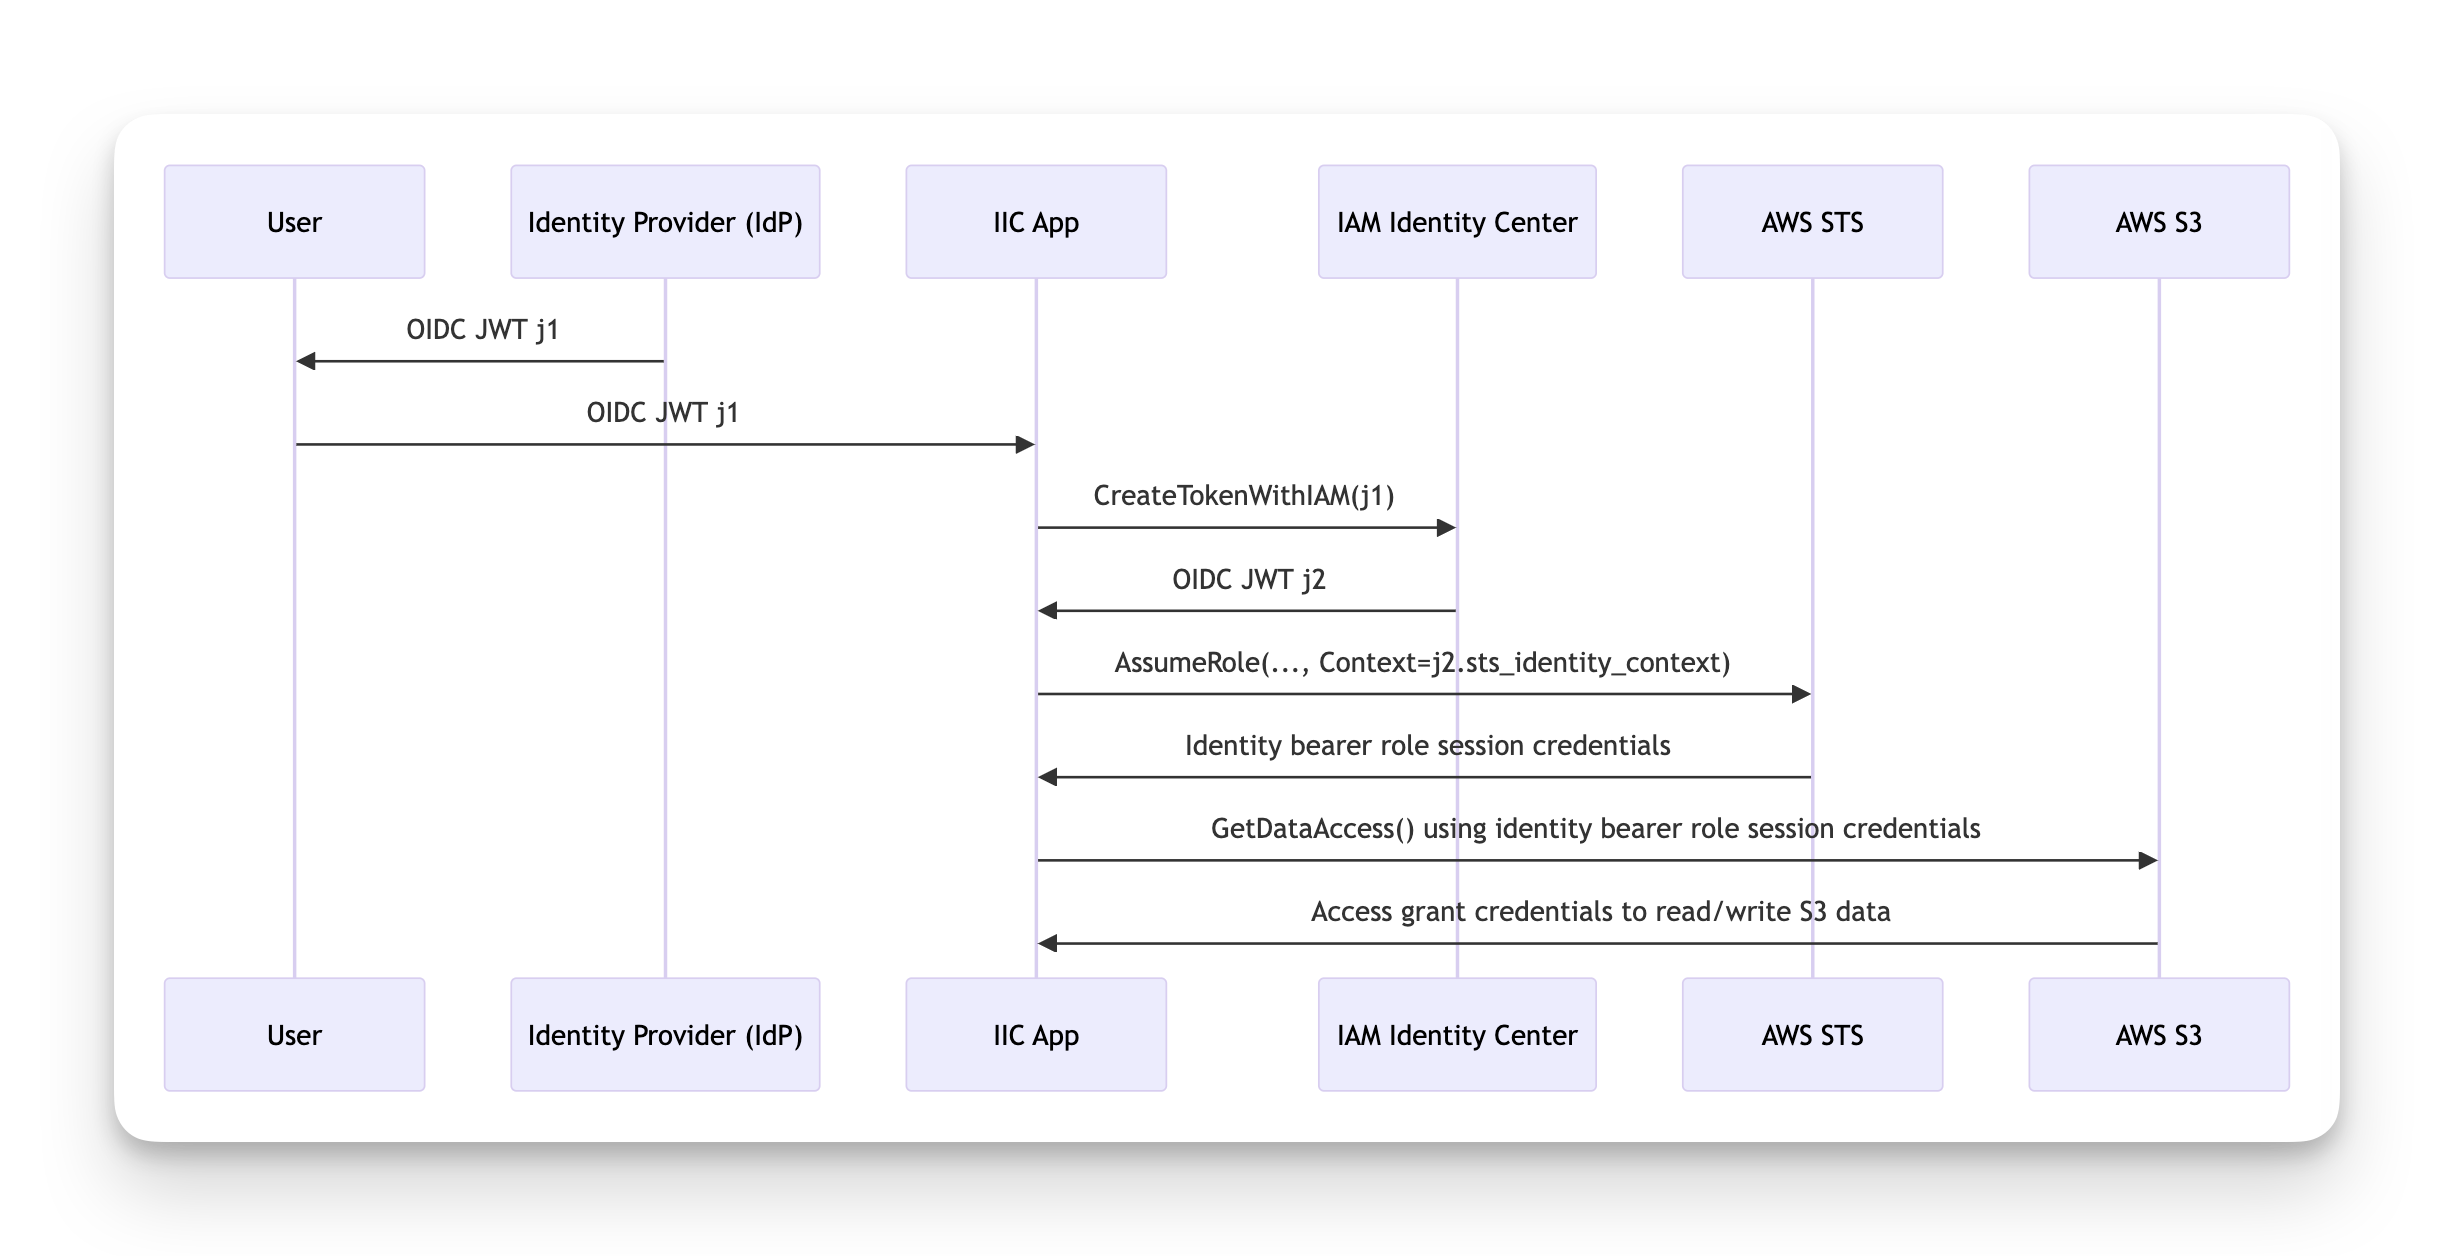 User
Identity Provider (IdP)
IIC App
IAM Identity Center
AWS STS
AWS S3
OIDC JWT j1
OIDC JWT j1
CreateTokenWithIAM(j1)
OIDC JWT j2
AssumeRole(..., Context=j2.sts_identity_context)
Identity bearer role session credentials
GetDataAccess() using identity bearer role session credentials
Access grant credentials to read/write S3 data
User
Identity Provider (IdP)
IIC App
IAM Identity Center
AWS STS
AWS S3